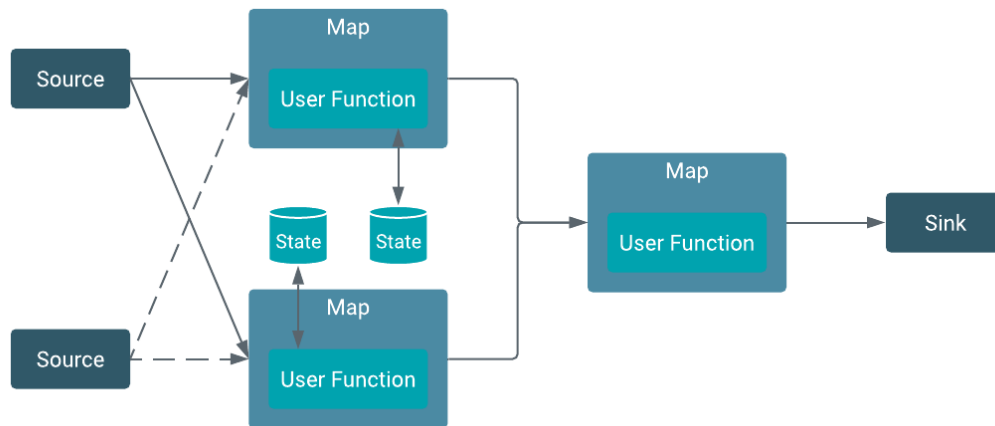 Map
Source
User Function
State
State
Map
User Function
Sink
Map
Source
User Function